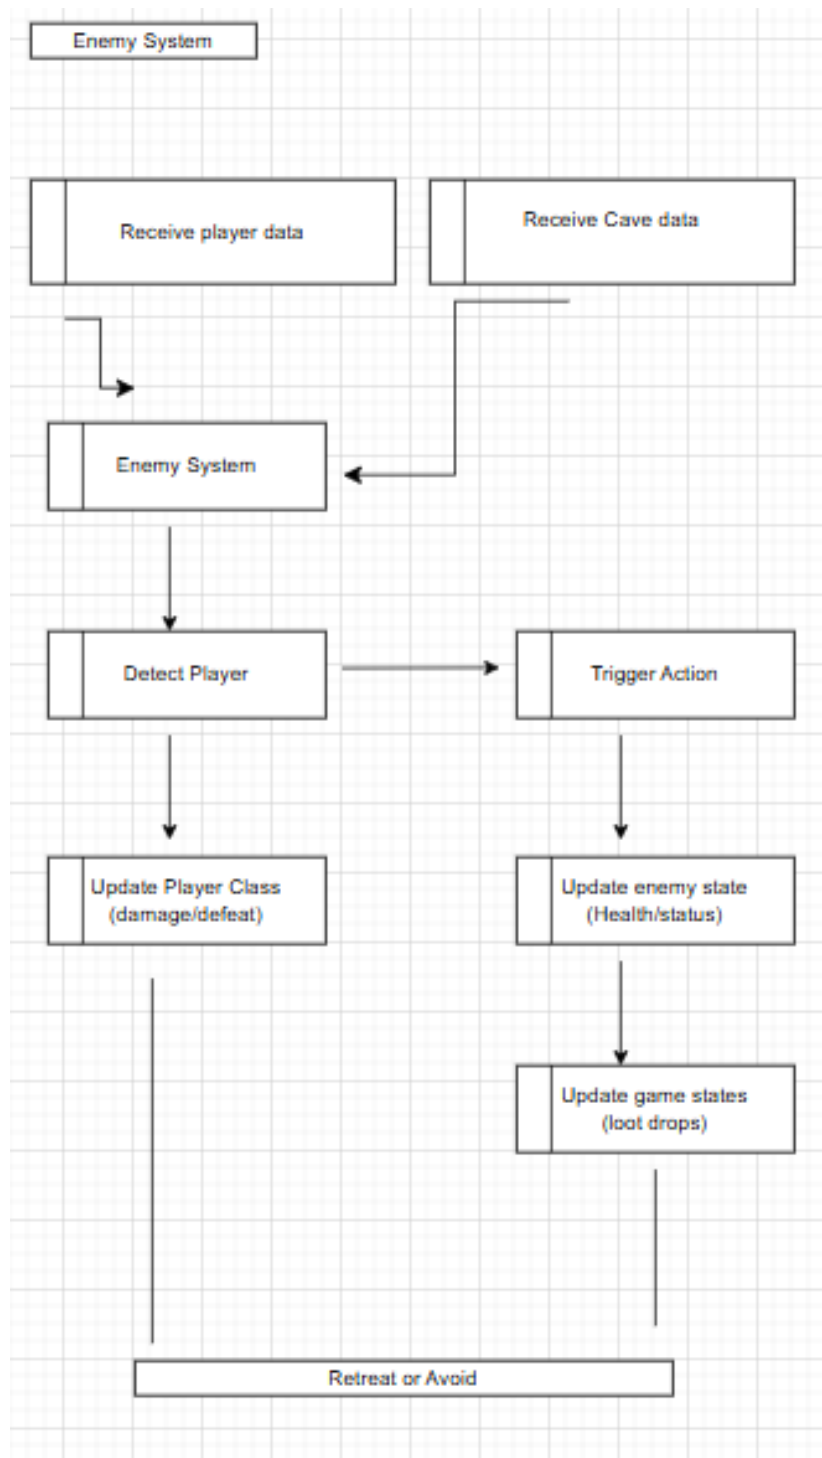 Enemy System
Receive player data
Receive Cave data
Enemy System
Detect Player
Trigger Action
Update Player Class
(damage/defeat)
Update enemy state
(Health/status)
Update game states
(loot drops)
Retreat or Avoid